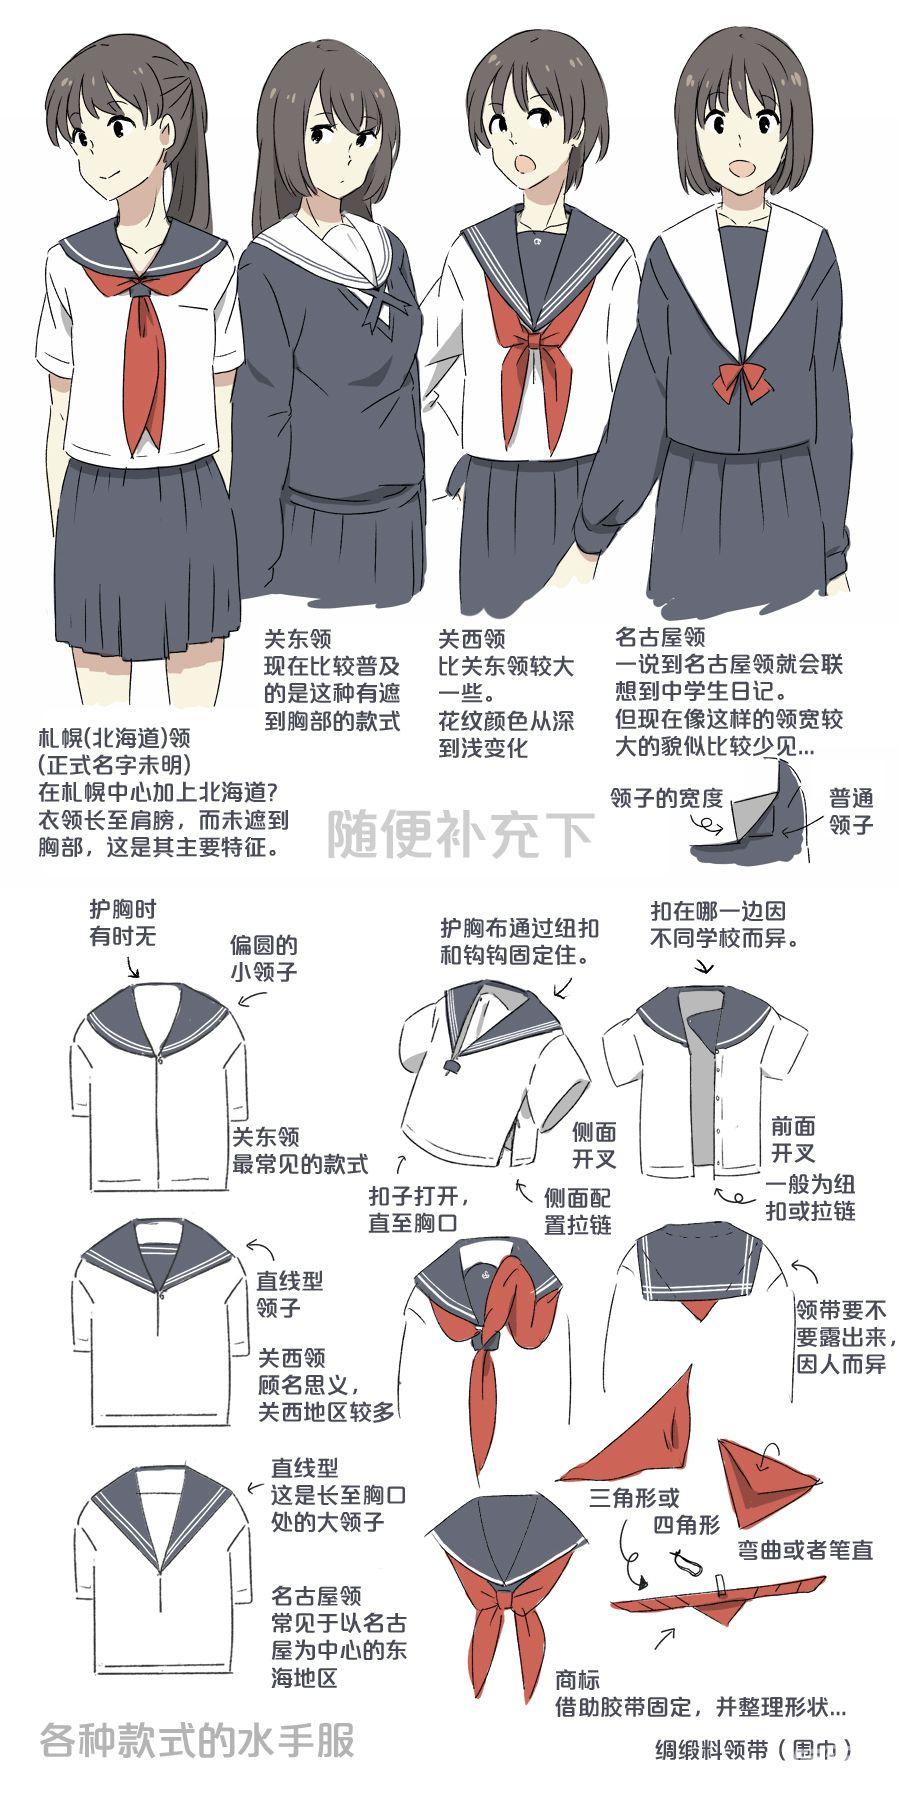 关东领
现在比较普及
的是这种有遮
到胸部的款式
关西领
比关东领较大
一些。
花纹颜色从深
到浅变化
名古屋领
一说到名古屋领就会联
想到中学生日记。
但现在像这样的领宽较
大的貌似比较少见...
札幌(北海道)领
(正式名字未明)
在札幌中心加上北海道?
衣领长至肩膀，而未遮到
胸部，这是其主要特征。
领子的宽度
普通
领子
随便补充下
护胸时
有时无
偏圆的
小领子
关东领
最常见的款式
护胸布通过纽扣
和钩钩固定住。
扣在哪一边因
不同学校而异。
侧面
开叉
前面
开叉
扣子打开，
直至胸口
侧面配
置拉链
一般为纽
扣或拉链
直线型
领子
关西领
顾名思义，
关西地区较多
领带要不
要露出来，
因人而异
直线型
这是长至胸口
处的大领子
名古屋领
常见于以名古
屋为中心的东
海地区
三角形或
四角形
弯曲或者笔直
商标
借助胶带固定，并整理形状...
各种款式的水手服
绸缎料领带（围巾）